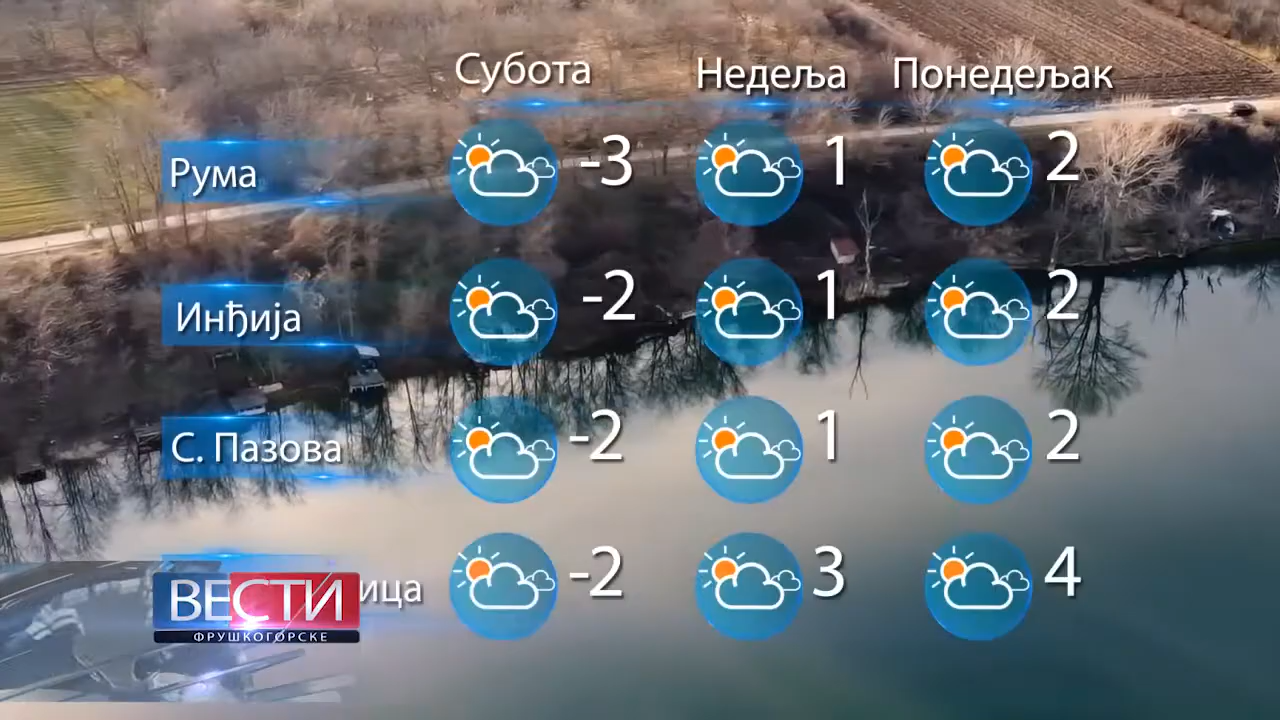 Субота Недеља Понедељак
Рума -3 1 2
Инђија -2 1 2
С. Пазова -2 1 2
-2 3 4
ВЕСТИ
ФРУШКОГОРСКЕ